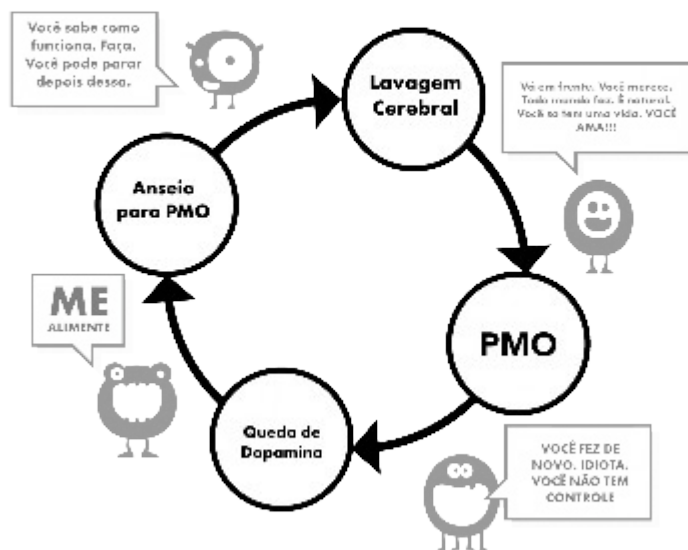 Você sabe como
funciona. Faça.
Você pode parar
depois dessa.
Lavagem
Cerebral
Vá em frente. Você merece.
Todo mundo faz. É natural.
Você só tem uma vida. VOCÊ
AMA!!!
Anseio
para PMO
ME
ALIMENTE
PMO
Queda de
Dopamina
VOCÊ FEZ DE
NOVO. IDIOTA.
VOCÊ NÃO TEM
CONTROLE